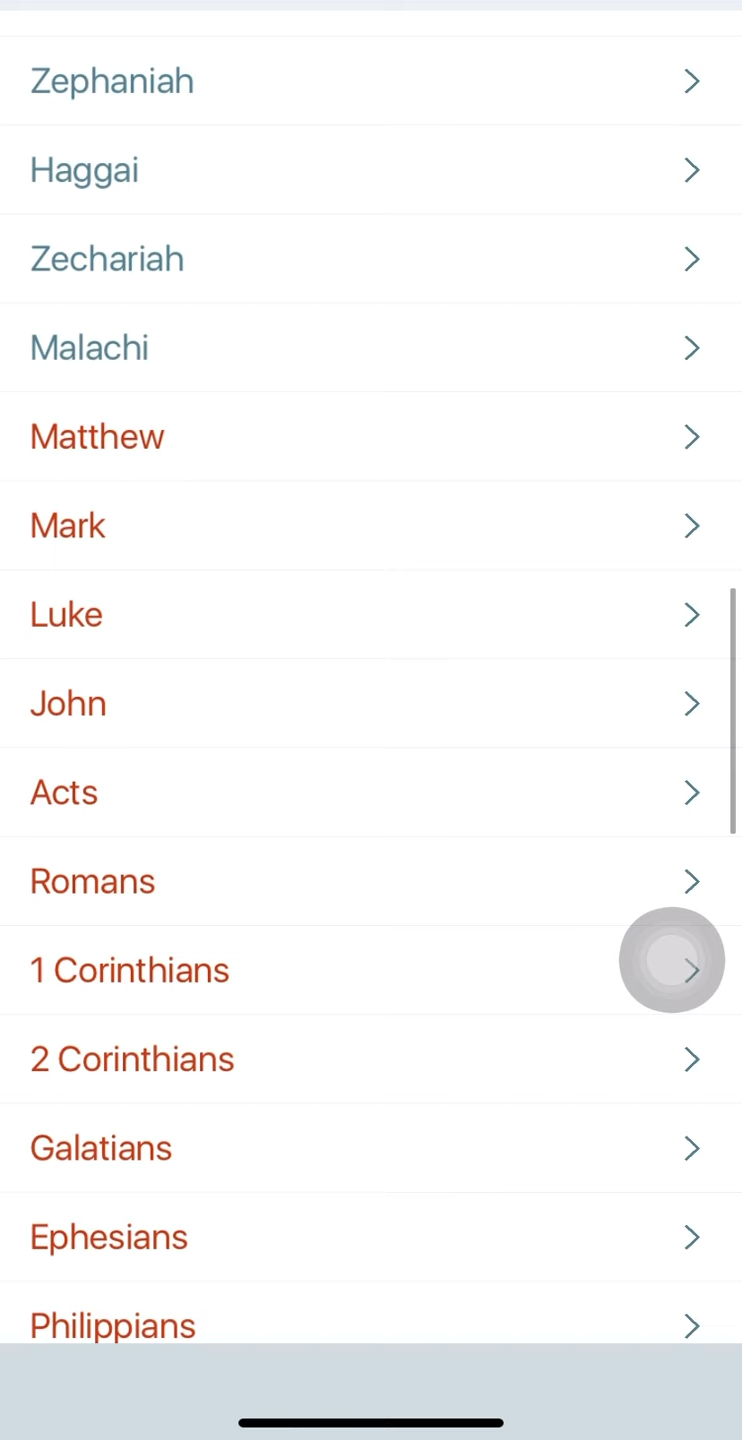 Zephaniah
Haggai
Zechariah
Malachi
Matthew
Mark
Luke
John
Acts
Romans
1 Corinthians
2 Corinthians
Galatians
Ephesians
Philippians